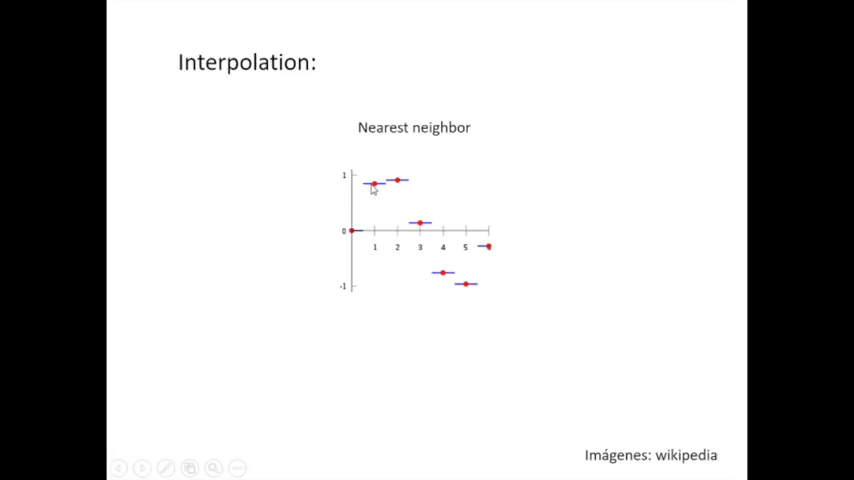 Interpolation:
Nearest neighbor
1
0
1 2 3 4 5
-1
Imágenes: wikipedia